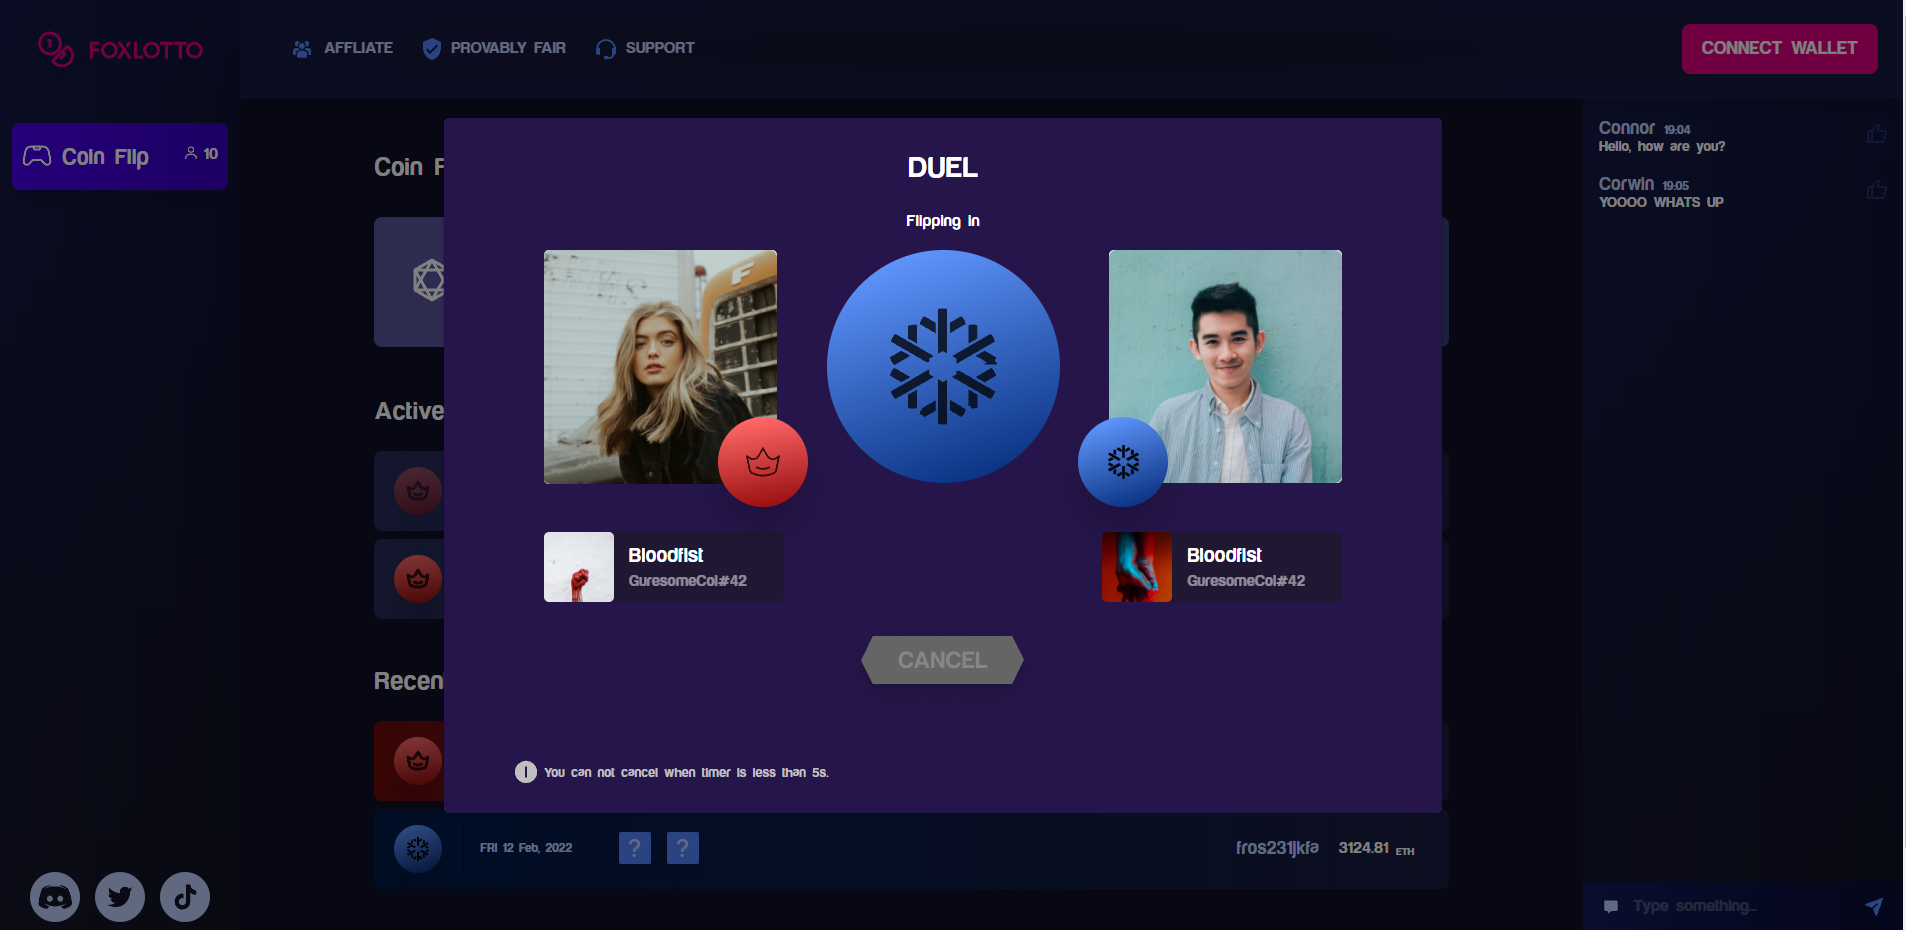 FOXLOTTO
AFFLIATE
PROVABLY FAIR
SUPPORT
CONNECT WALLET
Coin Flip
10
Coin F
Active
Recen
DUEL
Flipping in
F
Bloodfist
GuresomeCol#42
Bloodfist
GuresomeCol#42
CANCEL
You can not cancel when timer is less than 5s.
FRI 12 Feb, 2022
?
?
fros231jkfa
3124.81 ETH
Connor 19:04
Hello, how are you?
Corwin 19:05
YOOOO WHATS UP
Type something...